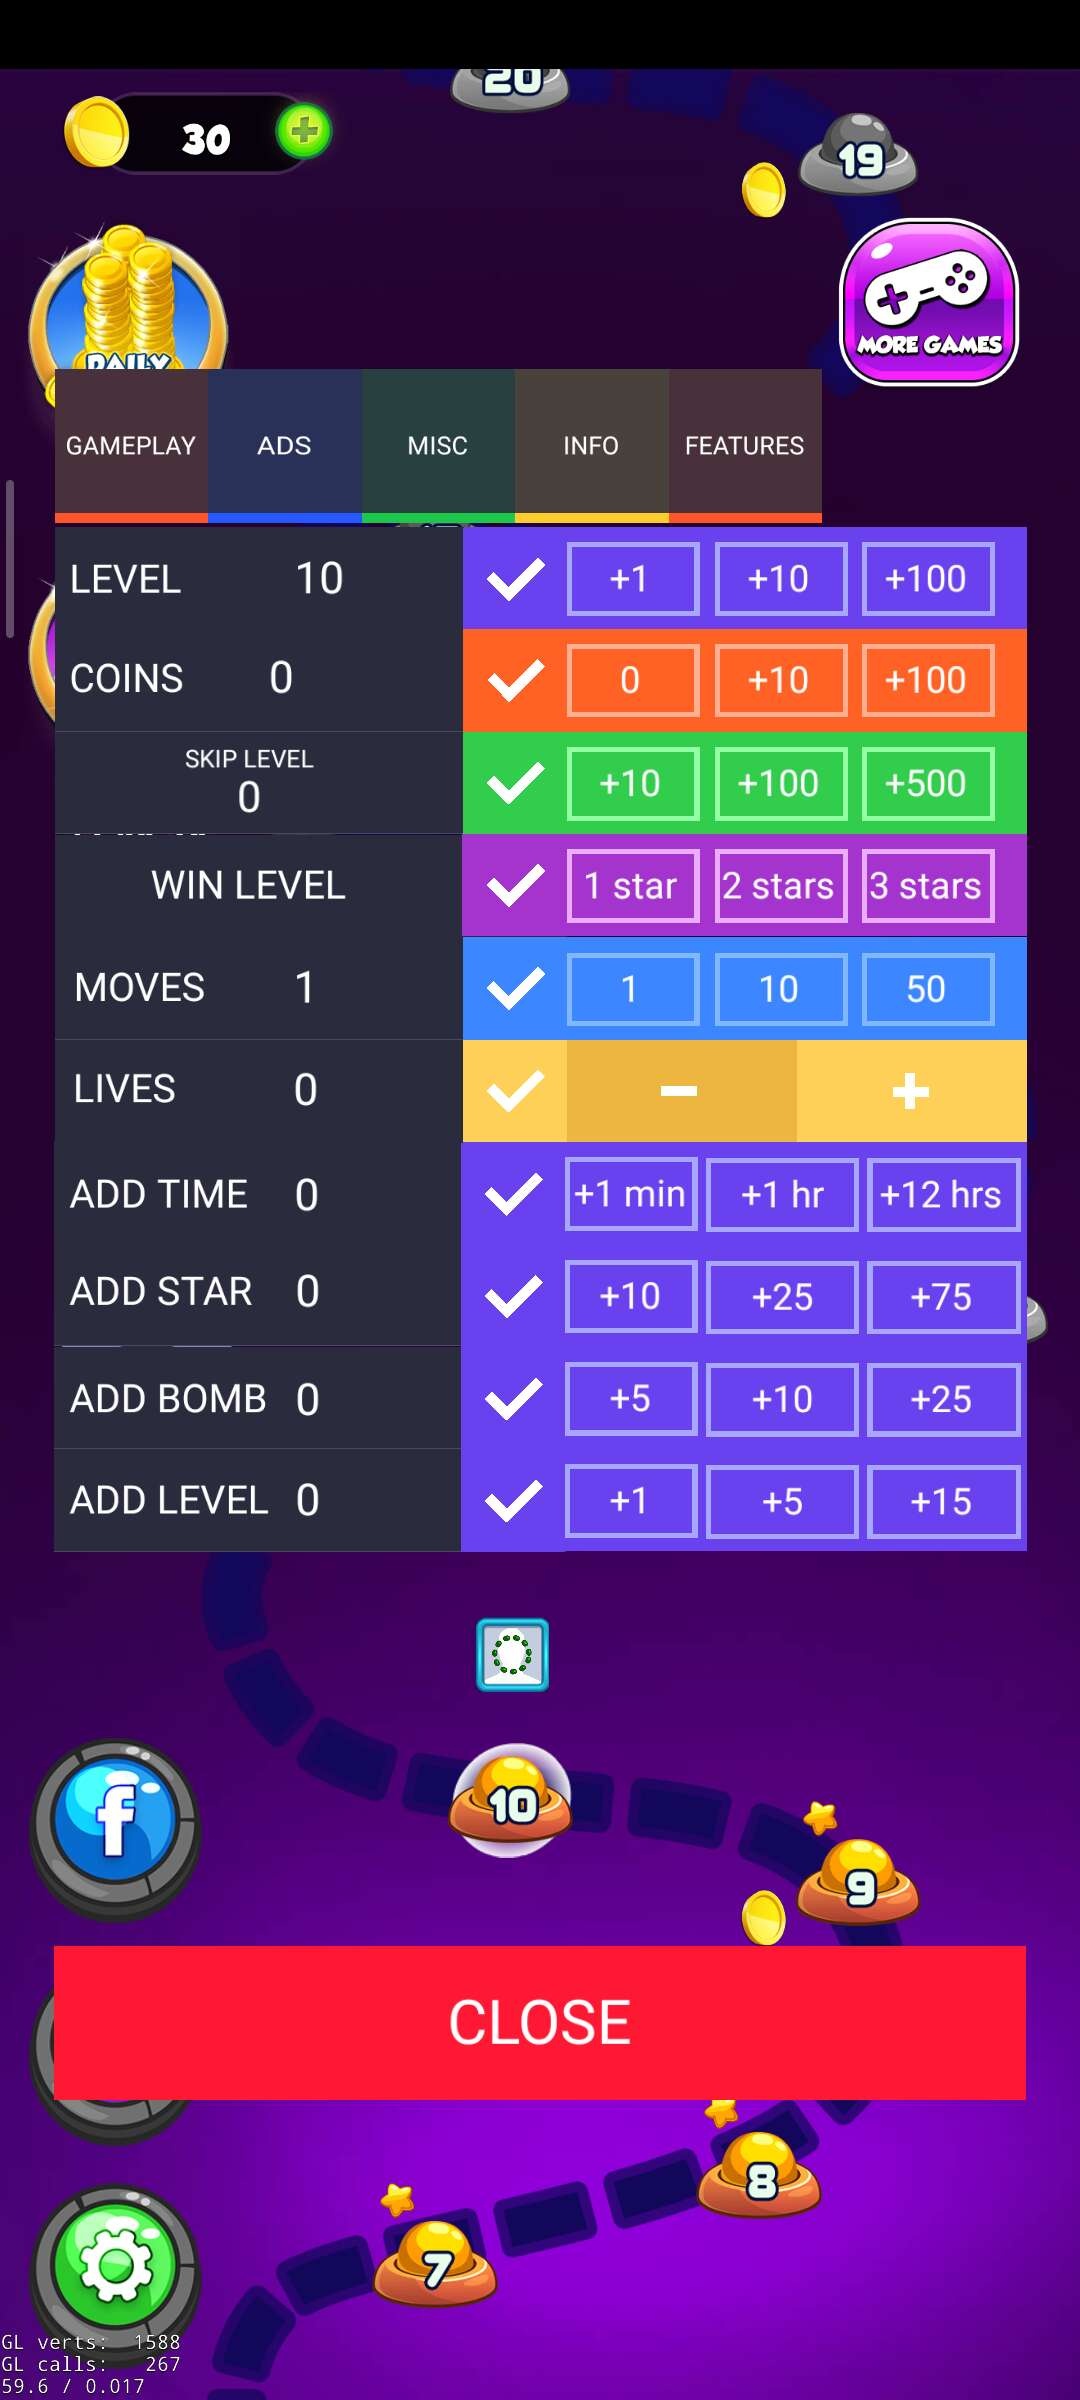 20
30
19
DAILY
MORE GAMES
GAMEPLAY ADS MISC INFO FEATURES
LEVEL 10 +1 +10 +100
COINS 0 0 +10 +100
SKIP LEVEL
0 +10 +100 +500
WIN LEVEL 1 star 2 stars 3 stars
MOVES 1 1 10 50
LIVES 0 − +
ADD TIME 0 +1 min +1 hr +12 hrs
ADD STAR 0 +10 +25 +75
ADD BOMB 0 +5 +10 +25
ADD LEVEL 0 +1 +5 +15
10
f
9
CLOSE
8
7
GL verts: 1588
GL calls: 267
59.6 / 0.017